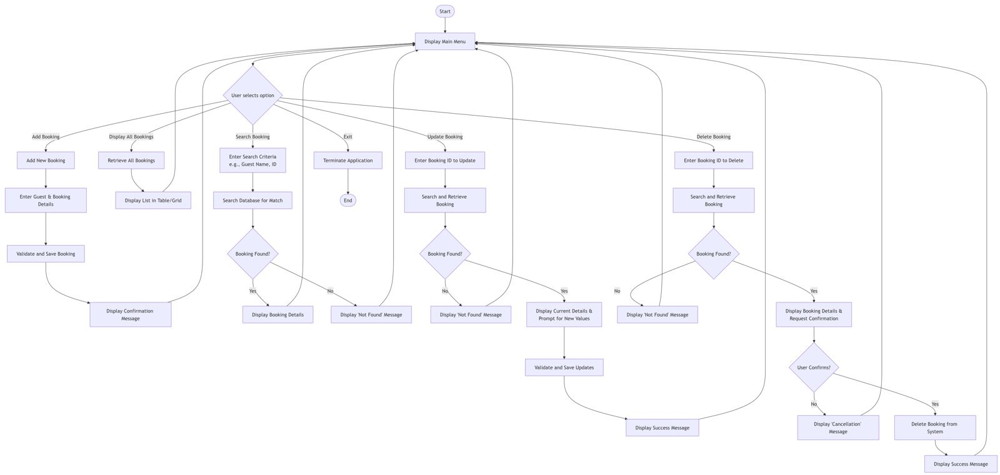 Start
Display Main Menu
User selects option
Add Booking
Display All Bookings
Search Booking
Exit
Update Booking
Delete Booking
Add New Booking
Retrieve All Bookings
Enter Search Criteria
e.g., Guest Name, ID
Terminate Application
Enter Booking ID to Update
Enter Booking ID to Delete
Enter Guest & Booking
Details
Display List in Table/Grid
Search Database for Match
End
Search and Retrieve
Booking
Search and Retrieve
Booking
Validate and Save Booking
Booking Found?
Booking Found?
Booking Found?
Yes
No
No
Yes
No
Yes
Display Confirmation
Message
Display Booking Details
Display 'Not Found' Message
Display 'Not Found' Message
Display Current Details &
Prompt for New Values
Display 'Not Found' Message
Display Booking Details &
Request Confirmation
Validate and Save Updates
User Confirms?
No
Yes
Display Success Message
Display 'Cancellation'
Message
Delete Booking from
System
Display Success Message